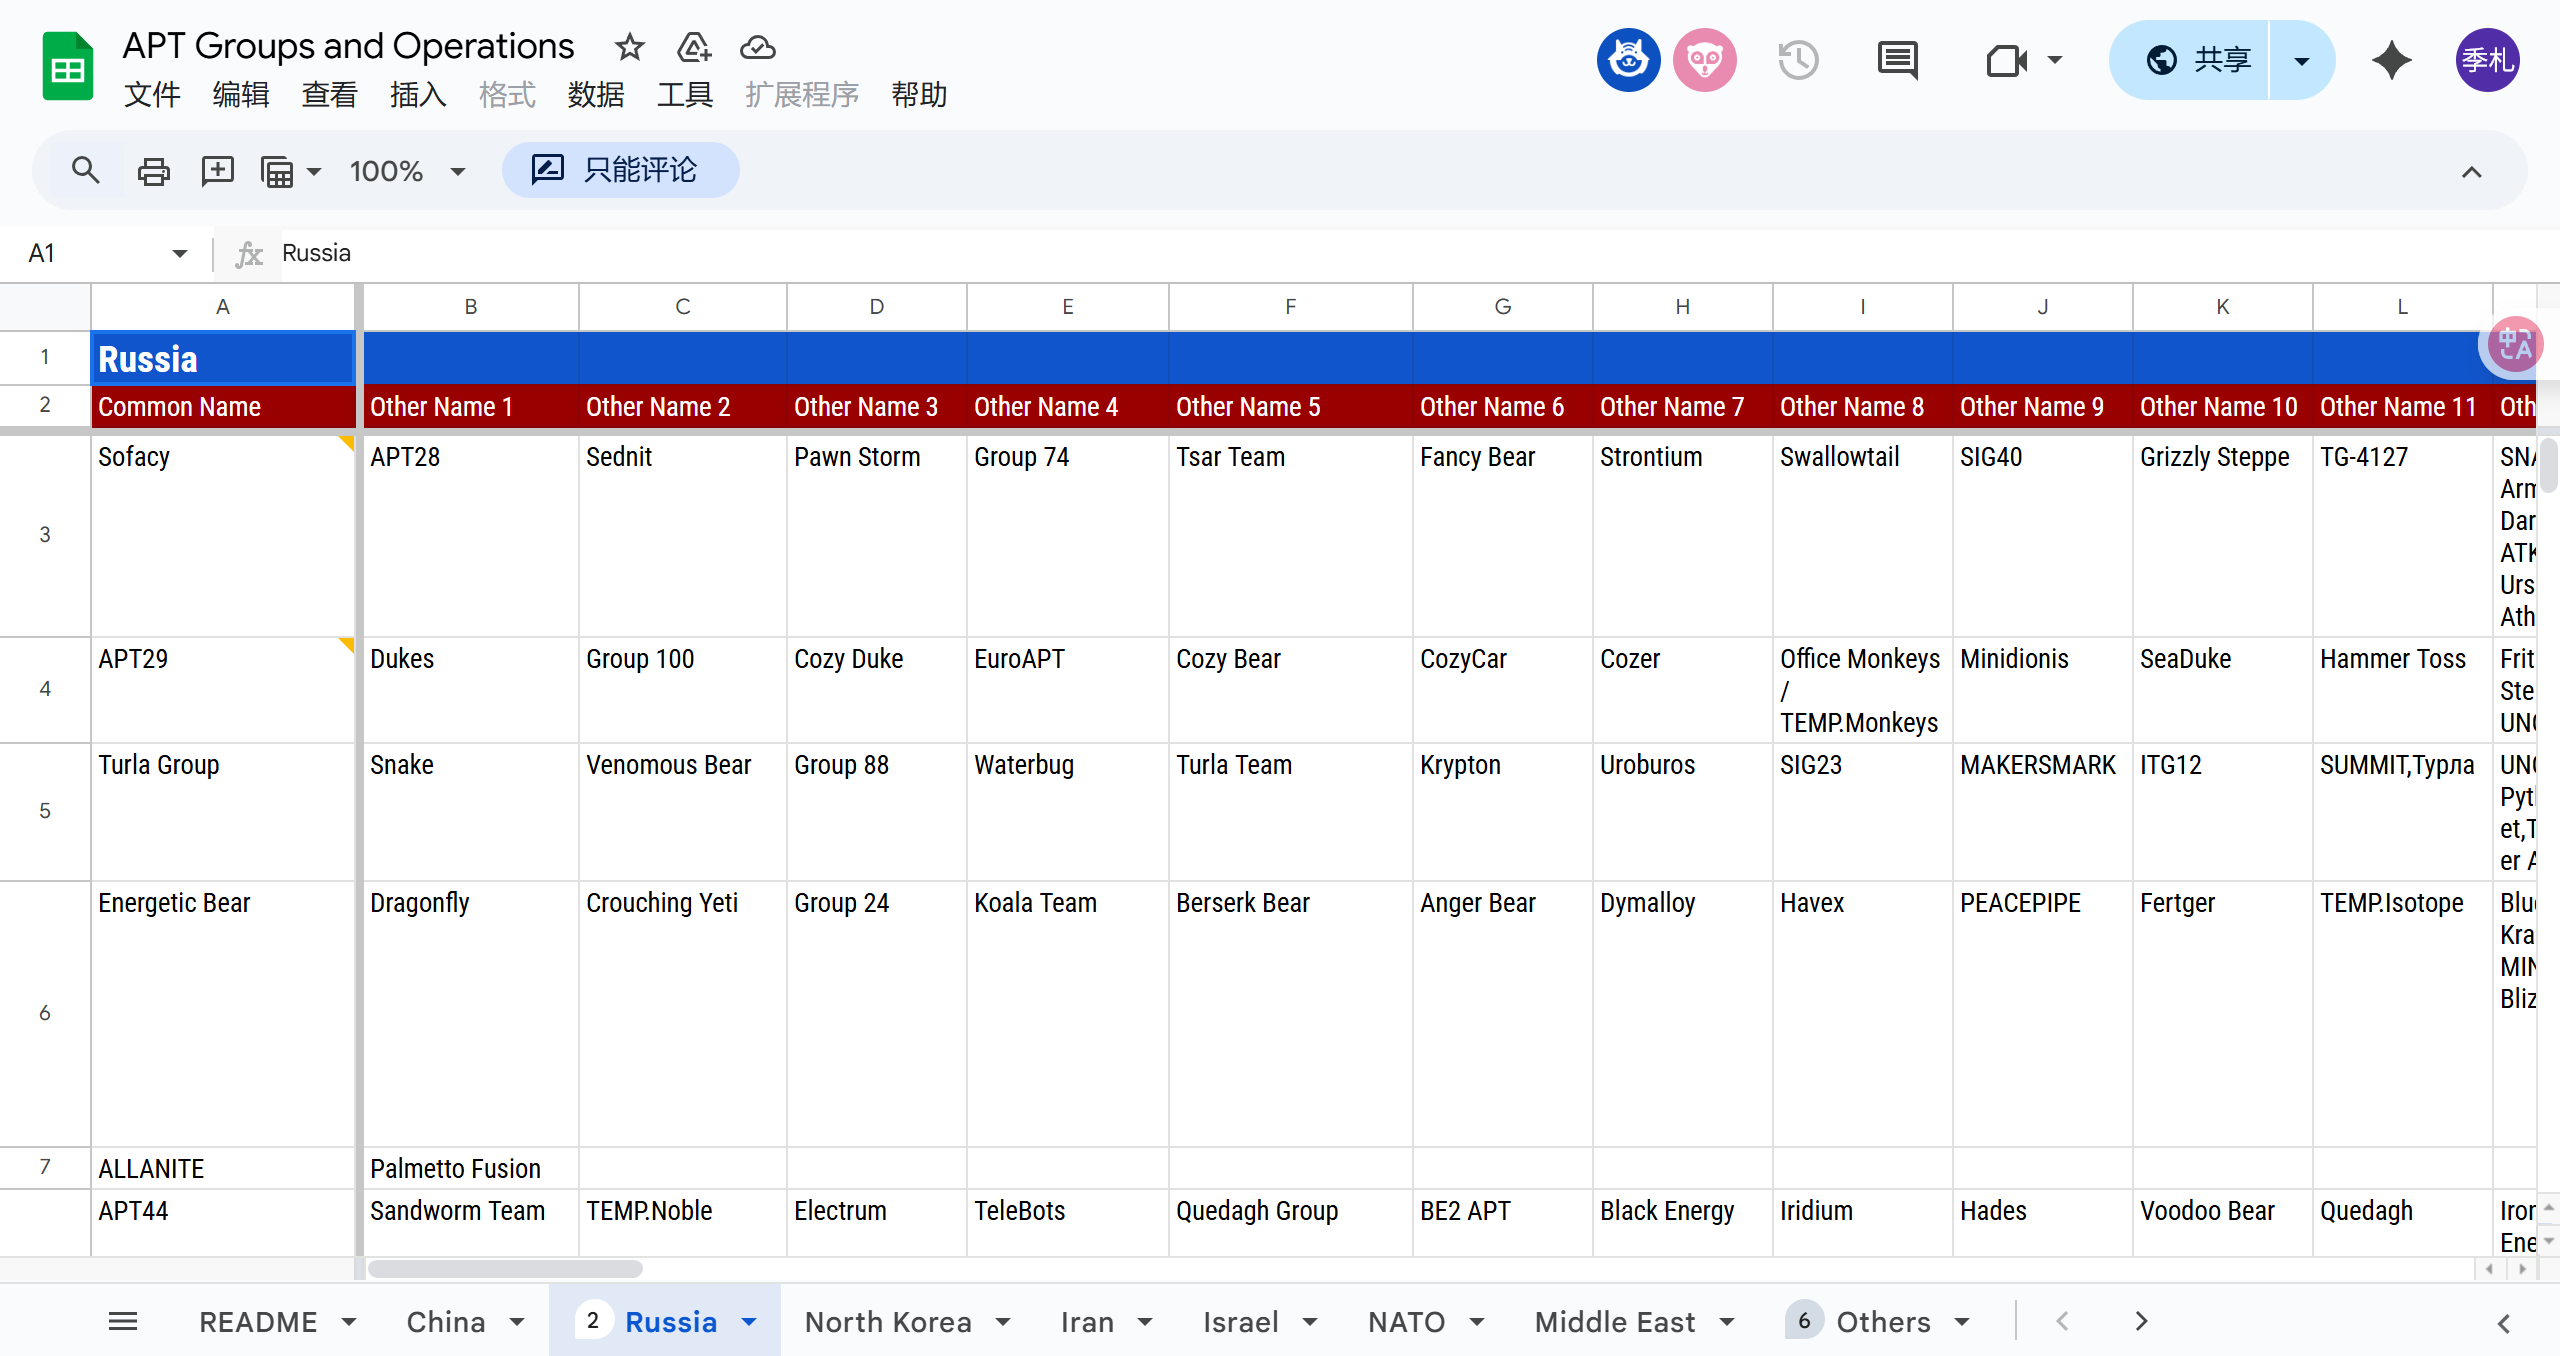 APT Groups and Operations
文件 编辑 查看 插入 格式 数据 工具 扩展程序 帮助
共享
季札
100%
只能评论
A1
fx Russia
A B C D E F G H I J K L
1 Russia
中A
2 Common Name Other Name 1 Other Name 2 Other Name 3 Other Name 4 Other Name 5 Other Name 6 Other Name 7 Other Name 8 Other Name 9 Other Name 10 Other Name 11 Oth
3 Sofacy APT28 Sednit Pawn Storm Group 74 Tsar Team Fancy Bear Strontium Swallowtail SIG40 Grizzly Steppe TG-4127
Dar
Urs
Ath
4 APT29 Dukes Group 100 Cozy Duke EuroAPT Cozy Bear CozyCar Cozer Office Monkeys Minidionis SeaDuke Hammer Toss Frit
/ Ste
TEMP.Monkeys
5 Turla Group Snake Venomous Bear Group 88 Waterbug Turla Team Krypton Uroburos SIG23 MAKERSMARK ITG12 SUMMIT,Турла
et,T
er
6 Energetic Bear Dragonfly Crouching Yeti Group 24 Koala Team Berserk Bear Anger Bear Dymalloy Havex PEACEPIPE Fertger TEMP.Isotope
Kra
Bliz
7 ALLANITE Palmetto Fusion
APT44 Sandworm Team TEMP.Noble Electrum TeleBots Quedagh Group BE2 APT Black Energy Iridium Hades Voodoo Bear Quedagh
Ene
README China 2 Russia North Korea Iran Israel NATO Middle East 6 Others